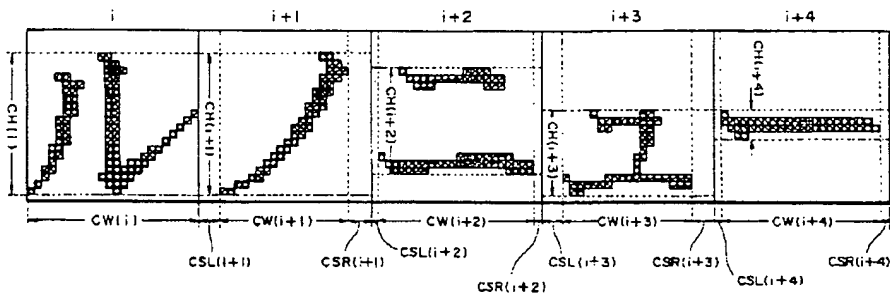 i i+1 i+2 i+3 i+4
CH(i) CH(i+1) CH(i+2) CH(i+3) CH(i+4)
CW(i) CW(i+1) CW(i+2) CW(i+3) CW(i+4)
CSL(i+1) CSR(i+1) CSL(i+2) CSR(i+2) CSL(i+3) CSR(i+3) CSL(i+4) CSR(i+4)